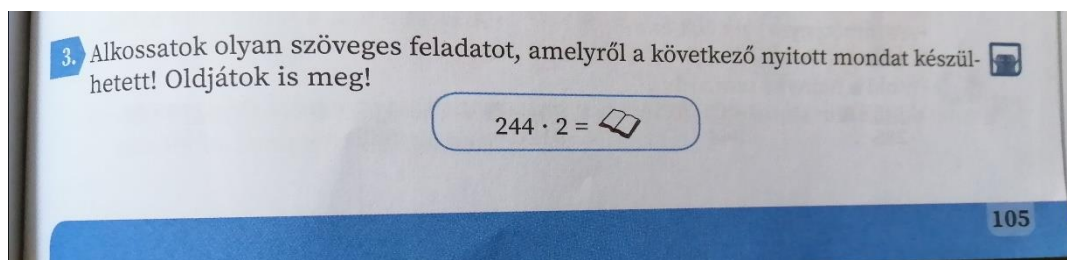 3. Alkossatok olyan szöveges feladatot, amelyről a következő nyitott mondat készül-
hetett! Oldjátok is meg!
244 · 2 =
105